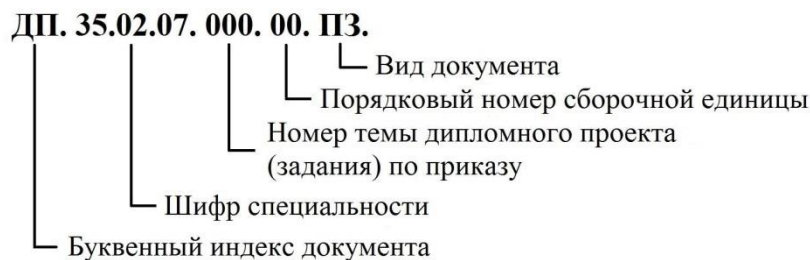 ДП. 35.02.07. 000. 00. ПЗ.
Вид документа
Порядковый номер сборочной единицы
Номер темы дипломного проекта
(задания) по приказу
Шифр специальности
Буквенный индекс документа